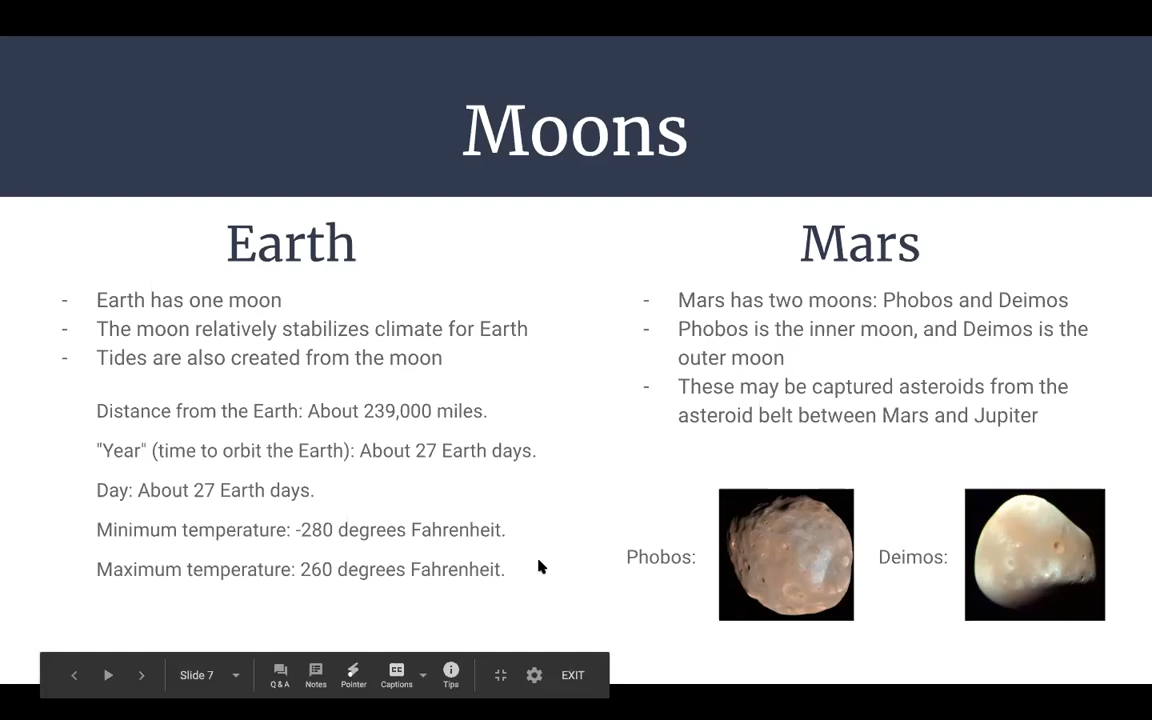 Moons
Earth
- Earth has one moon
- The moon relatively stabilizes climate for Earth
- Tides are also created from the moon
Distance from the Earth: About 239,000 miles.
"Year" (time to orbit the Earth): About 27 Earth days.
Day: About 27 Earth days.
Minimum temperature: -280 degrees Fahrenheit.
Maximum temperature: 260 degrees Fahrenheit.
Mars
- Mars has two moons: Phobos and Deimos
- Phobos is the inner moon, and Deimos is the
outer moon
- These may be captured asteroids from the
asteroid belt between Mars and Jupiter
Phobos:
Deimos:
Slide 7
Q & A
Notes
Pointer
CC
Captions
Tips
EXIT